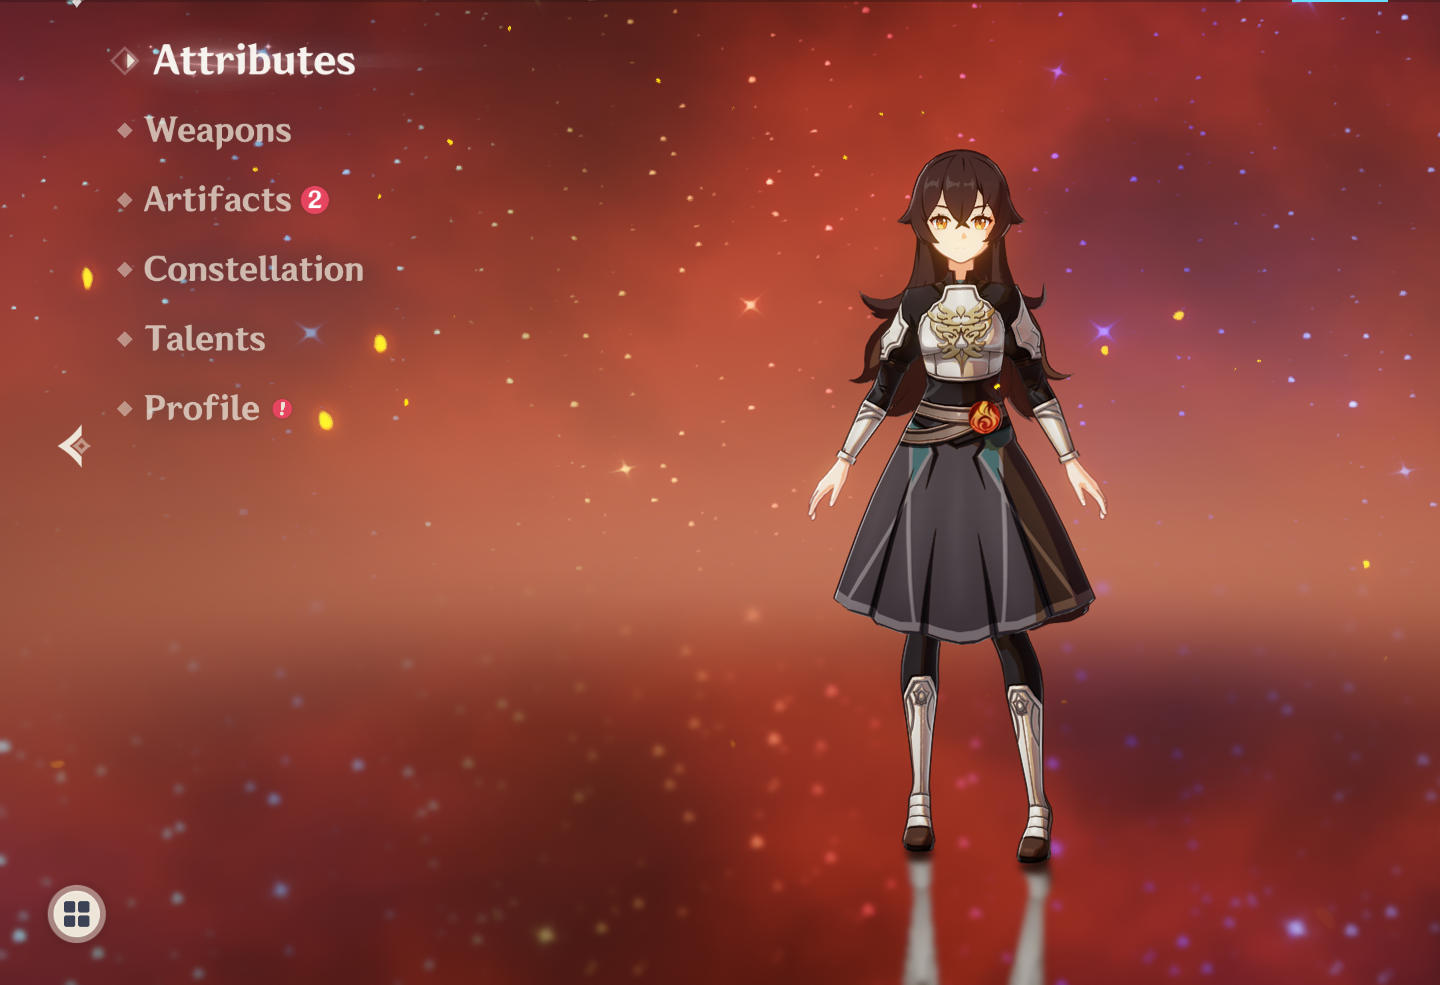 Attributes
Weapons
Artifacts 2
Constellation
Talents
Profile !